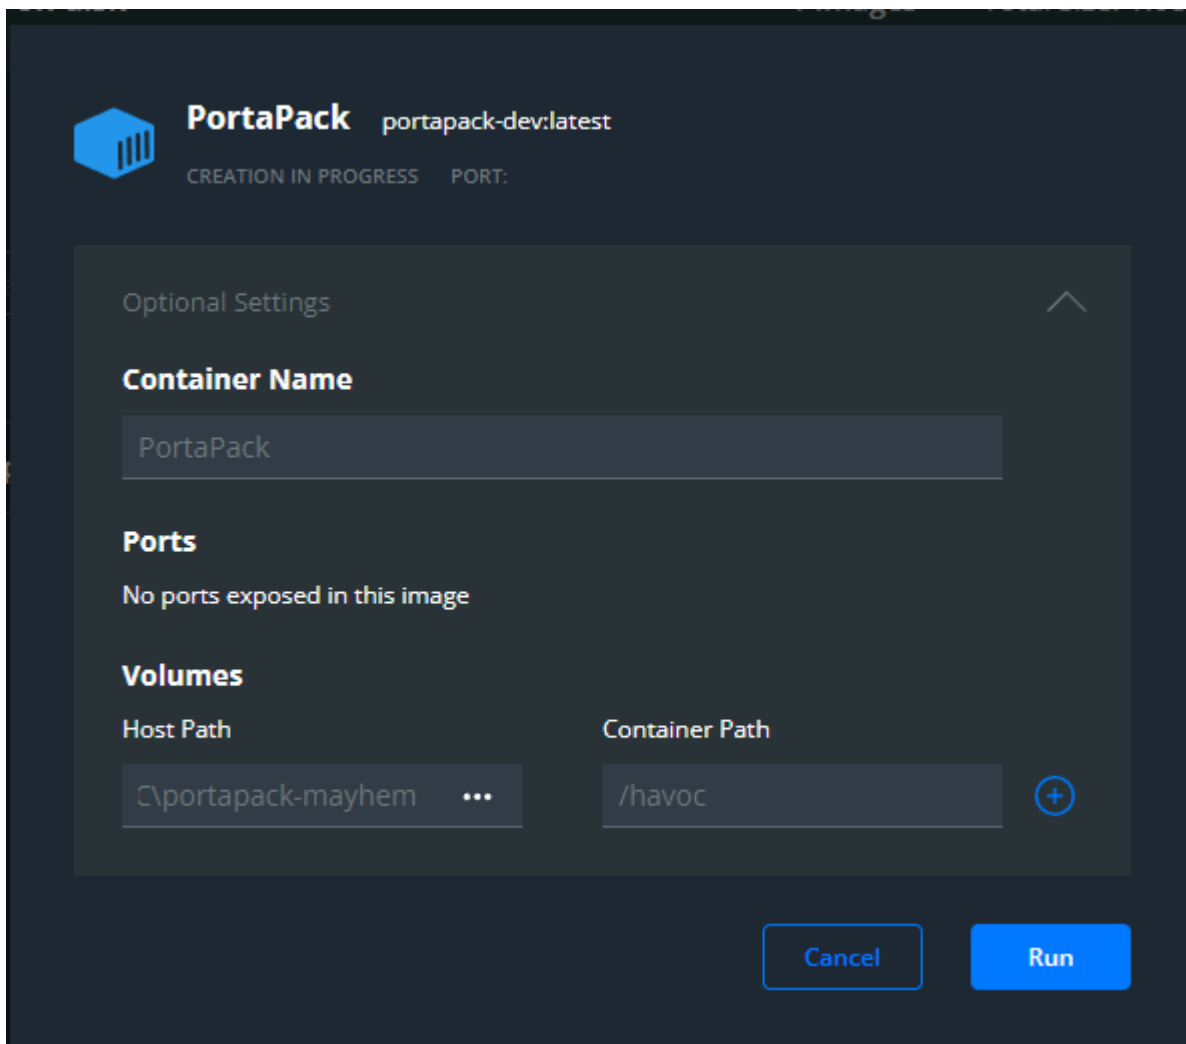 PortaPack portapack-dev:latest
CREATION IN PROGRESS PORT:
Optional Settings
Container Name
PortaPack
Ports
No ports exposed in this image
Volumes
Host Path Container Path
C\portapack-mayhem ••• /havoc
Cancel Run